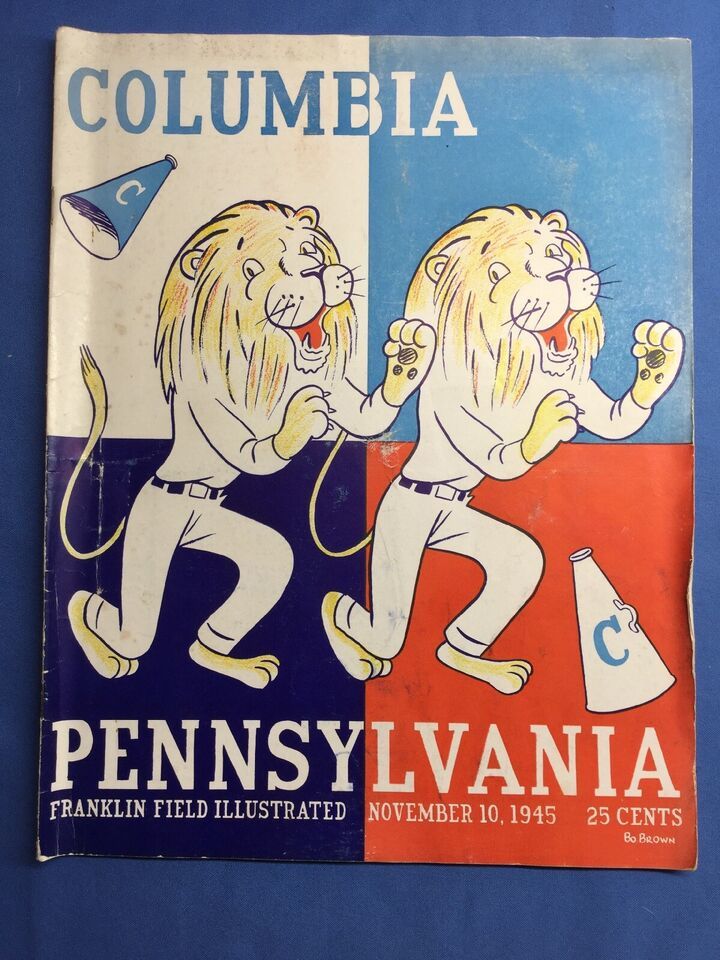 COLUMBIA
C
C
PENNSYLVANIA
FRANKLIN FIELD ILLUSTRATED NOVEMBER 10, 1945 25 CENTS
BO BROWN